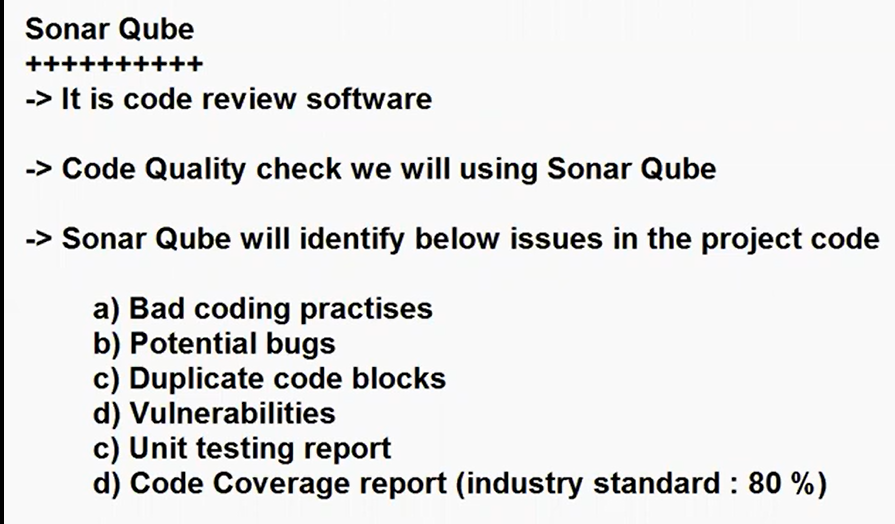 Sonar Qube
++++++++++
-> It is code review software
-> Code Quality check we will using Sonar Qube
-> Sonar Qube will identify below issues in the project code
a) Bad coding practises
b) Potential bugs
c) Duplicate code blocks
d) Vulnerabilities
c) Unit testing report
d) Code Coverage report (industry standard : 80 %)